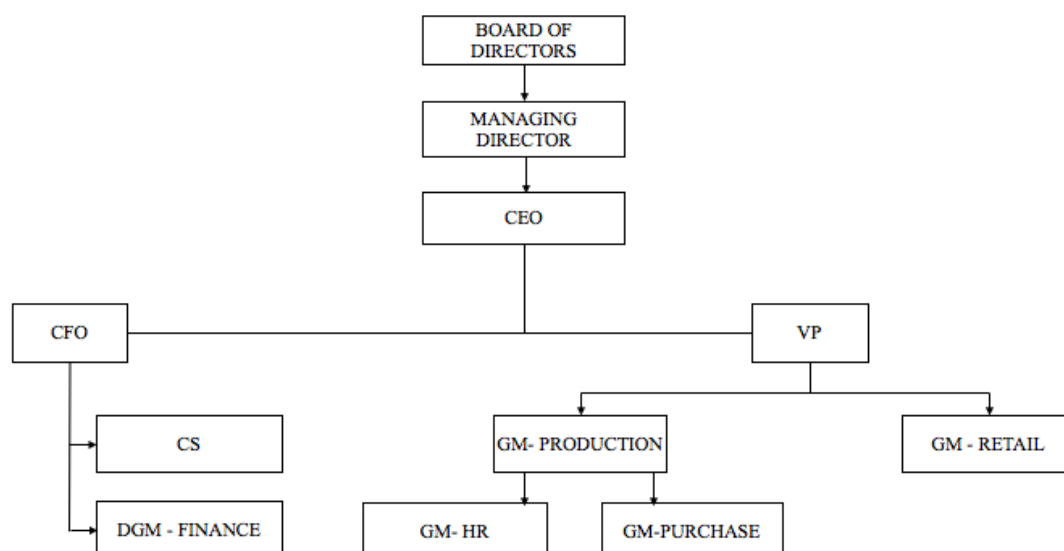 BOARD OF
DIRECTORS
MANAGING
DIRECTOR
CEO
CFO
VP
CS
GM- PRODUCTION
GM - RETAIL
DGM - FINANCE
GM- HR
GM-PURCHASE